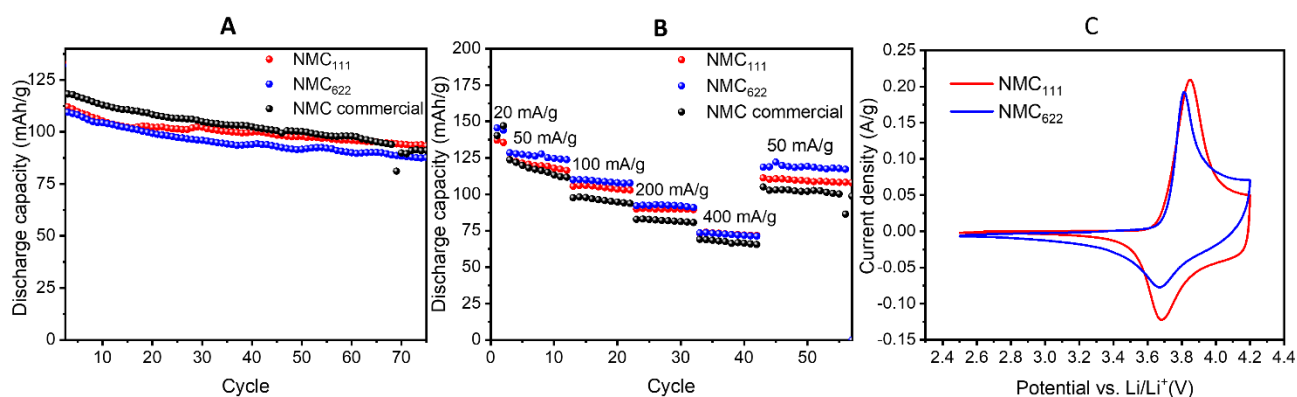 A
NMC₁₁₁
NMC₆₂₂
NMC commercial
Discharge capacity (mAh/g)
125
100
75
50
25
0
10
20
30
40
50
60
70
Cycle
B
NMC₁₁₁
NMC₆₂₂
NMC commercial
20 mA/g
50 mA/g
100 mA/g
200 mA/g
400 mA/g
50 mA/g
Discharge capacity (mAh/g)
200
175
150
125
100
75
50
25
0
0
10
20
30
40
50
Cycle
C
NMC₁₁₁
NMC₆₂₂
Current density (A/g)
0.25
0.20
0.15
0.10
0.05
0.00
-0.05
-0.10
-0.15
2.4
2.6
2.8
3.0
3.2
3.4
3.6
3.8
4.0
4.2
4.4
Potential vs. Li/Li⁺(V)